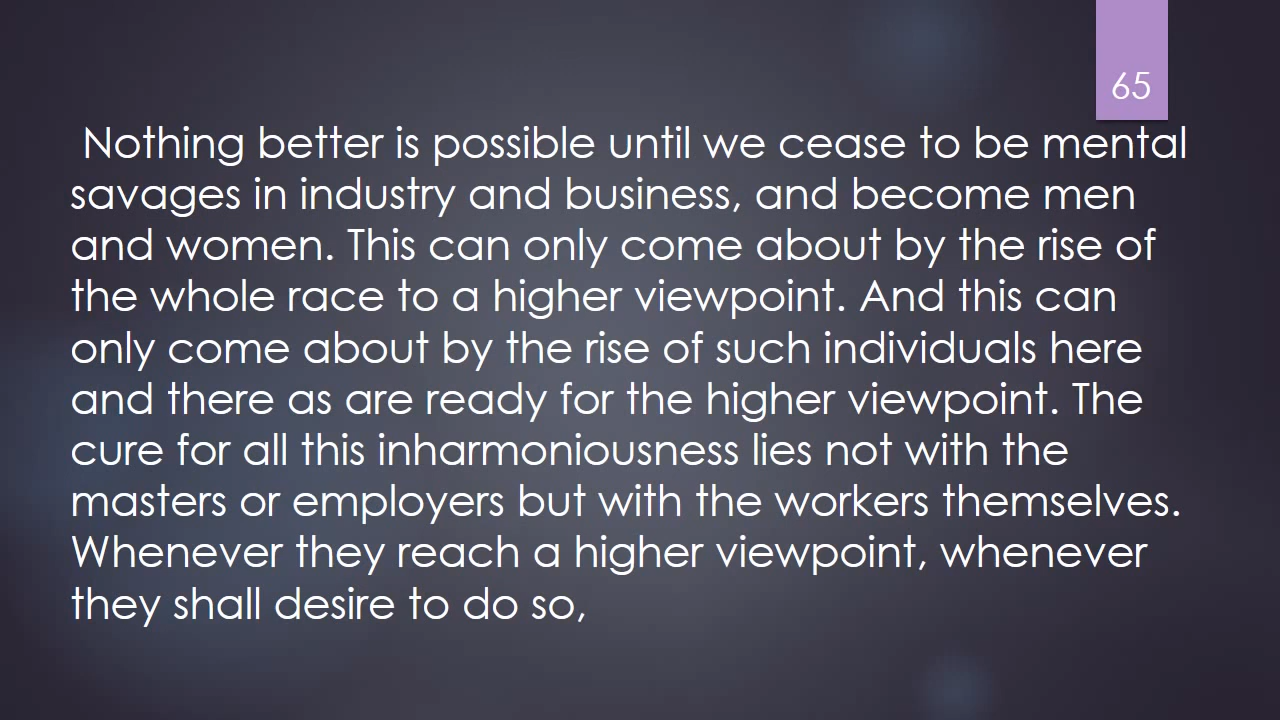 65
Nothing better is possible until we cease to be mental
savages in industry and business, and become men
and women. This can only come about by the rise of
the whole race to a higher viewpoint. And this can
only come about by the rise of such individuals here
and there as are ready for the higher viewpoint. The
cure for all this inharmoniousness lies not with the
masters or employers but with the workers themselves.
Whenever they reach a higher viewpoint, whenever
they shall desire to do so,